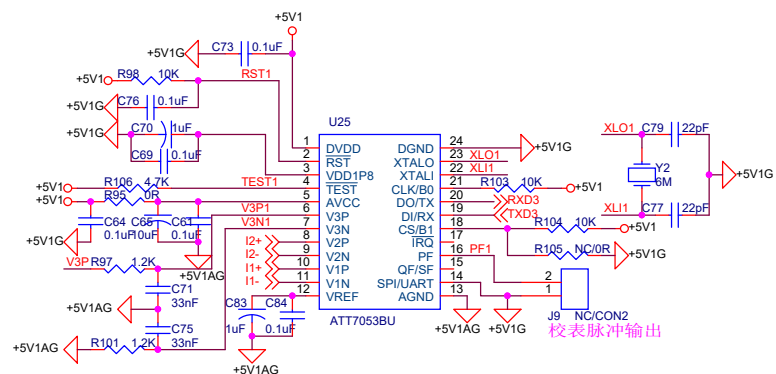 +5V1
C73 0.1uF
+5V1G
+5V1
R98 10K
RST1
C76 0.1uF
+5V1G
C70 1uF
+5V1G
C69 0.1uF
+5V1
R106 4.7K
TEST1
+5V1
R95 0R
V3P1
C64 0.1uF
C65 10uF
C61 0.1uF
V3N1
+5V1G
+5V1AG
V3P
R97 1.2K
C71 33nF
+5V1AG
C75 33nF
+5V1AG
R101 1.2K
I2+
I2-
I1+
I1-
C83 1uF
C84 0.1uF
+5V1AG
U25
1 DVDD
2 RST
3 VDD1P8
4 TEST
5 AVCC
6 V3P
7 V3N
8 V2P
9 V2N
10 V1P
11 V1N
12 VREF
DGND 24
XTALO 23
XTALI 22
CLK/B0 21
DO/TX 20
DI/RX 19
CS/B1 18
IRQ 17
PF 16
QF/SF 15
SPI/UART 14
AGND 13
ATT7053BU
+5V1G
XLO1
XLI1
R103 10K
+5V1
RXD3
TXD3
R104 10K
+5V1
R105 NC/0R
+5V1G
PF1
2
1
J9 NC/CON2
校表脉冲输出
+5V1AG
+5V1G
XLO1
C79 22pF
Y2
6M
+5V1G
XLI1
C77 22pF